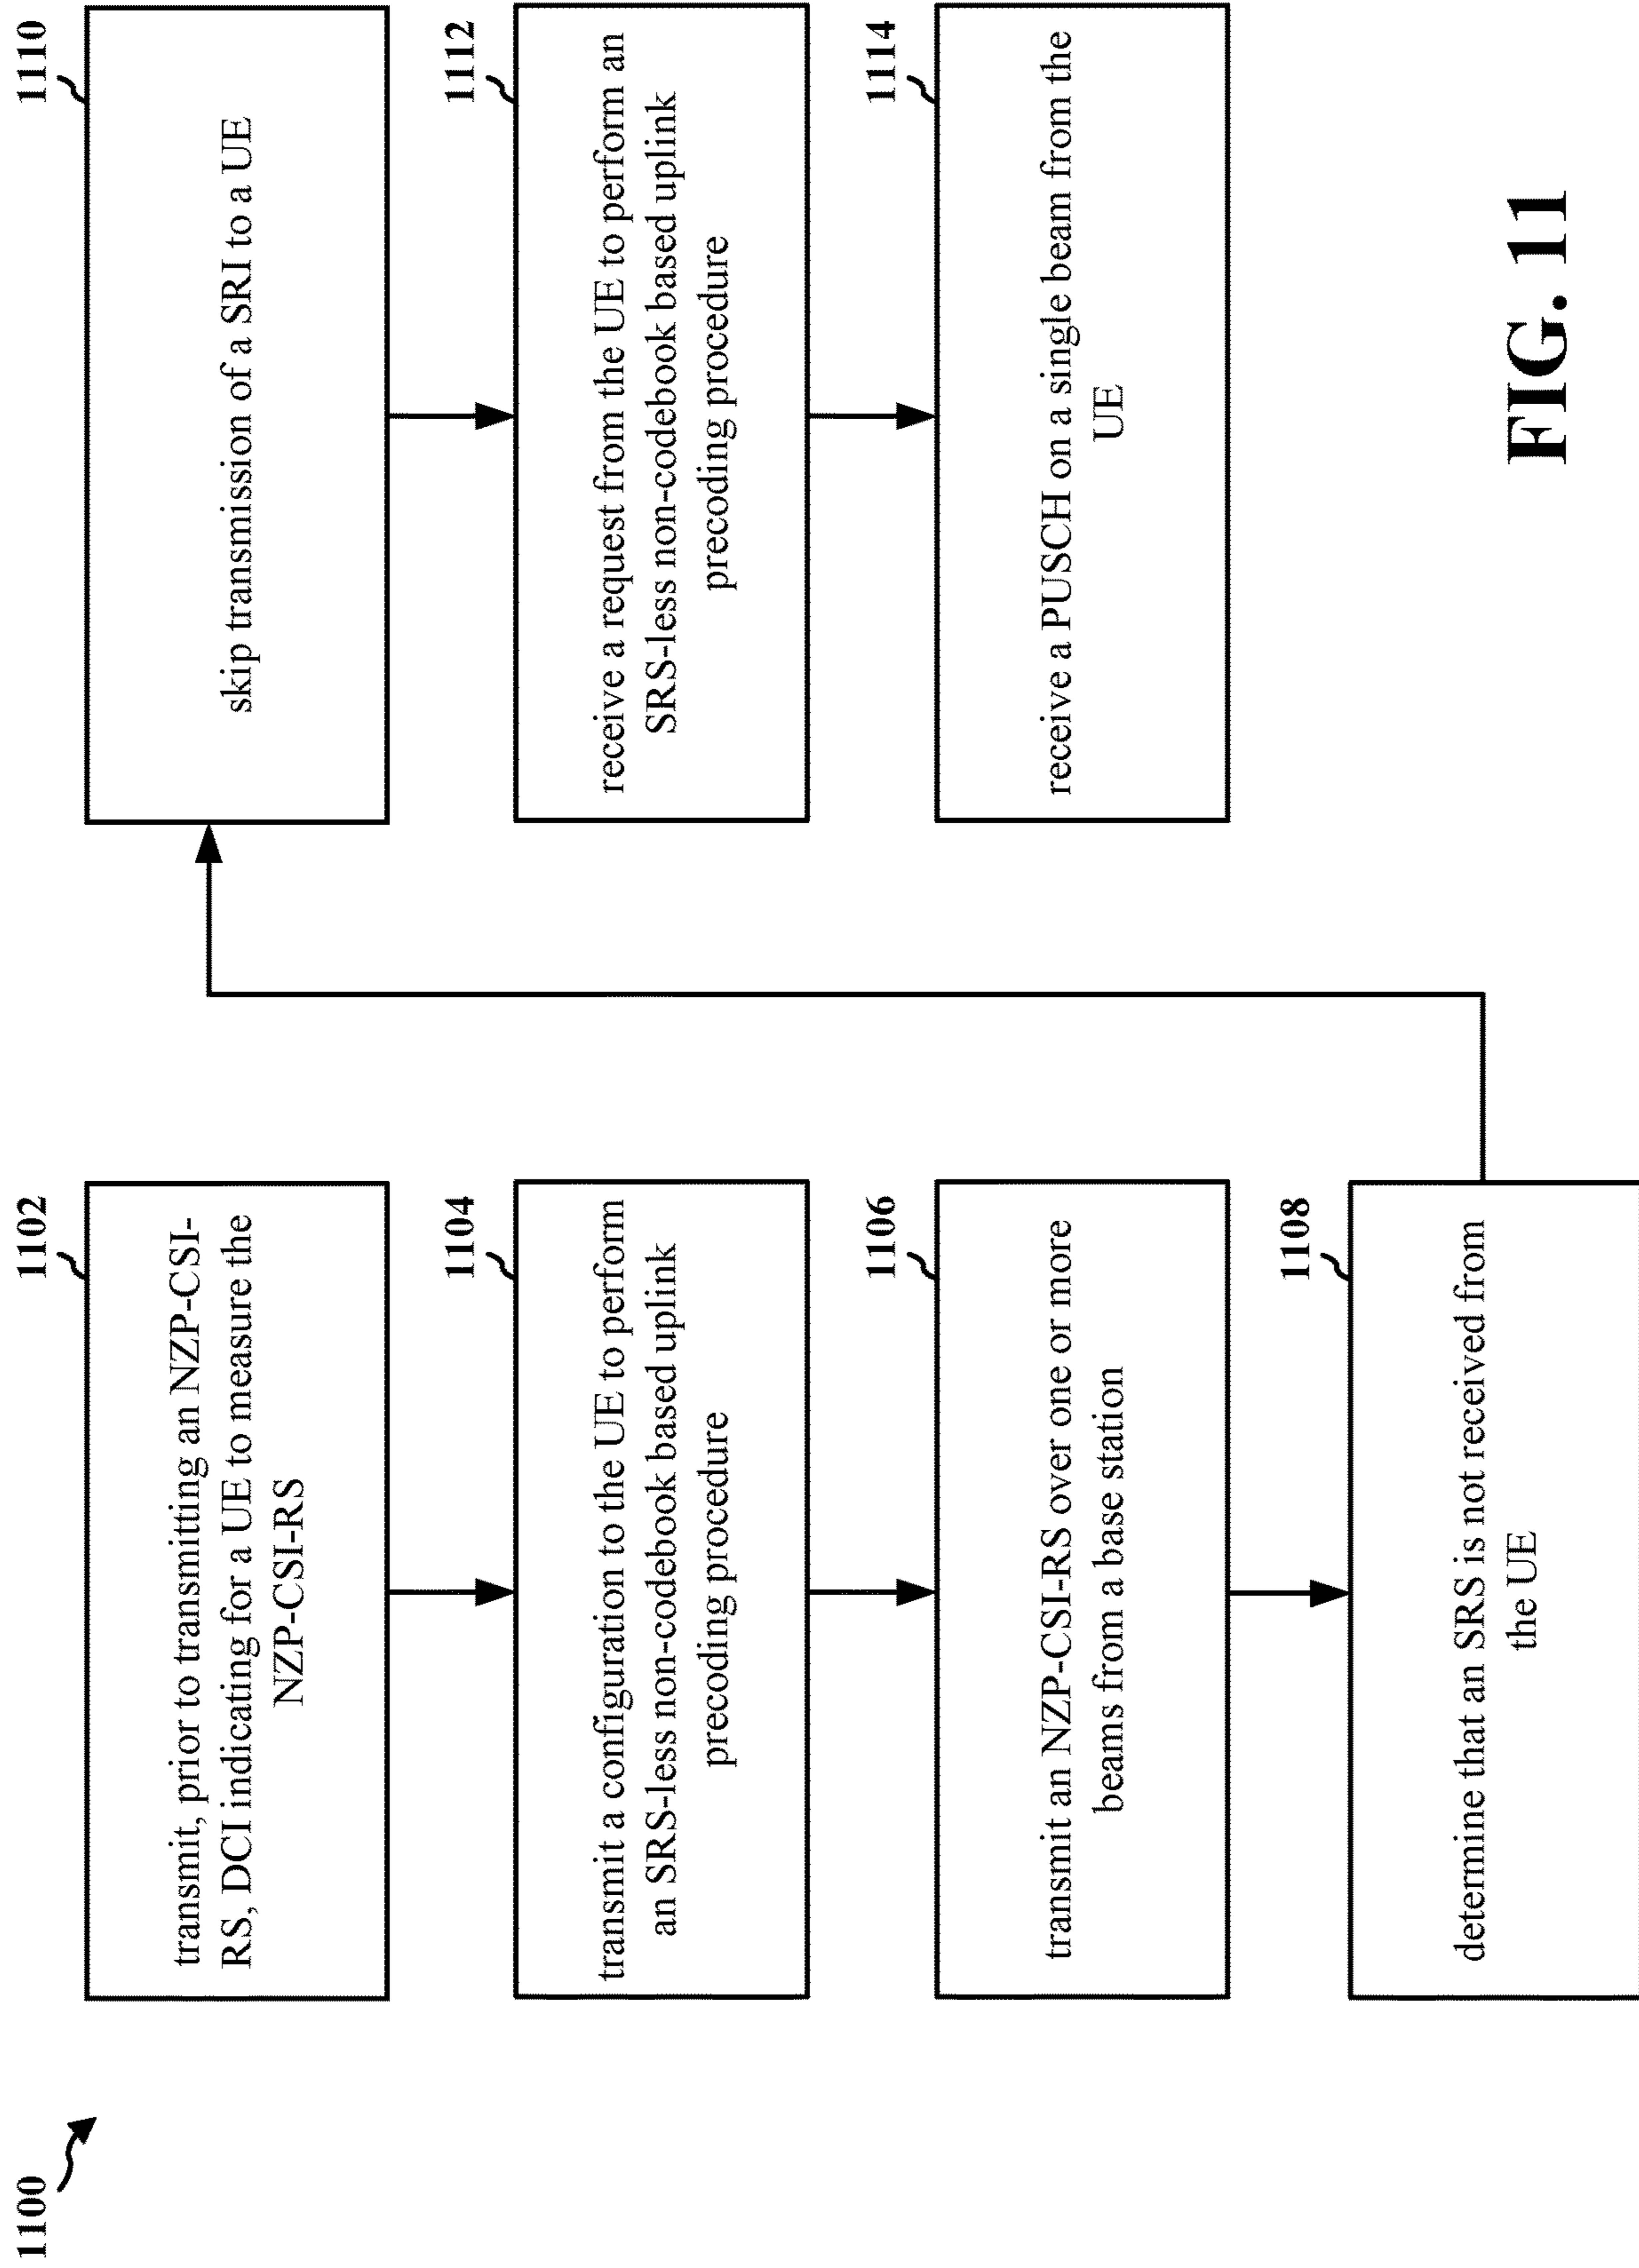 1100
1102
transmit, prior to transmitting an NZP-CSI-
RS, DCI indicating for a UE to measure the
NZP-CSI-RS
1104
transmit a configuration to the UE to perform
an SRS-less non-codebook based uplink
precoding procedure
1106
transmit an NZP-CSI-RS over one or more
beams from a base station
1108
determine that an SRS is not received from
the UE
1110
skip transmission of a SRI to a UE
1112
receive a request from the UE to perform an
SRS-less non-codebook based uplink
precoding procedure
1114
receive a PUSCH on a single beam from the
UE
FIG. 11